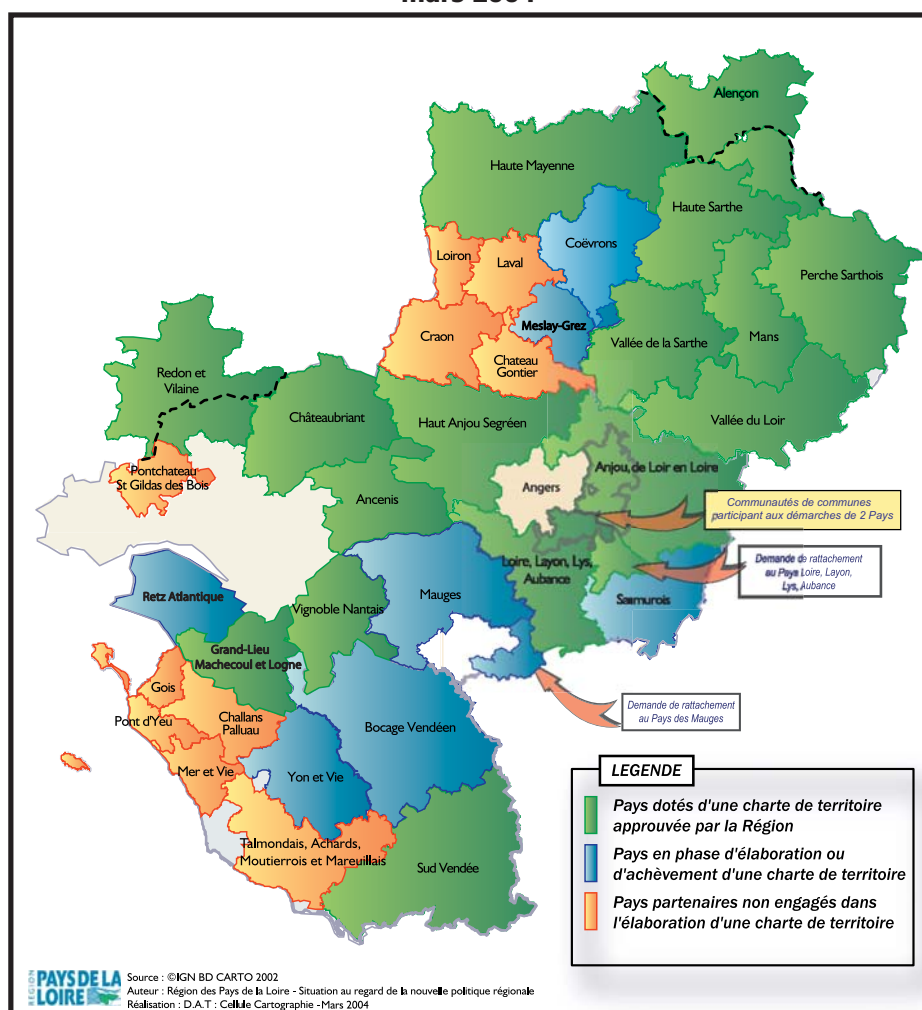 Alençon
Haute Mayenne
Haute Sarthe
Coëvrons
Loiron
Laval
Perche Sarthois
Meslay-Grez
Craon
Vallée de la Sarthe
Mans
Chateau
Gontier
Redon et
Vilaine
Châteaubriant
Haut Anjou Segréen
Vallée du Loir
Pontchateau
St Gildas des Bois
Anjou, de Loir en Loire
Angers
Ancenis
Communautés de communes
participant aux démarches de 2 Pays
Loire, Layon, Lys,
Aubance
Demande de rattachement
au Pays Loire, Layon,
Lys, Aubance
Retz Atlantique
Mauges
Saumurois
Vignoble Nantais
Grand-Lieu
Machecoul et Logne
Gois
Demande de rattachement
au Pays des Mauges
Pont d'Yeu
Challans
Palluau
Bocage Vendéen
Mer et Vie
Yon et Vie
Talmondais, Achards,
Moutierrois et Mareuillais
Sud Vendée
LEGENDE
Pays dotés d'une charte de territoire
approuvée par la Région
Pays en phase d'élaboration ou
d'achèvement d'une charte de territoire
Pays partenaires non engagés dans
l'élaboration d'une charte de territoire
RÉGION
PAYS DE LA
LOIRE
Source : ©IGN BD CARTO 2002
Auteur : Région des Pays de la Loire - Situation au regard de la nouvelle politique régionale
Réalisation : D.A.T : Cellule Cartographie - Mars 2004